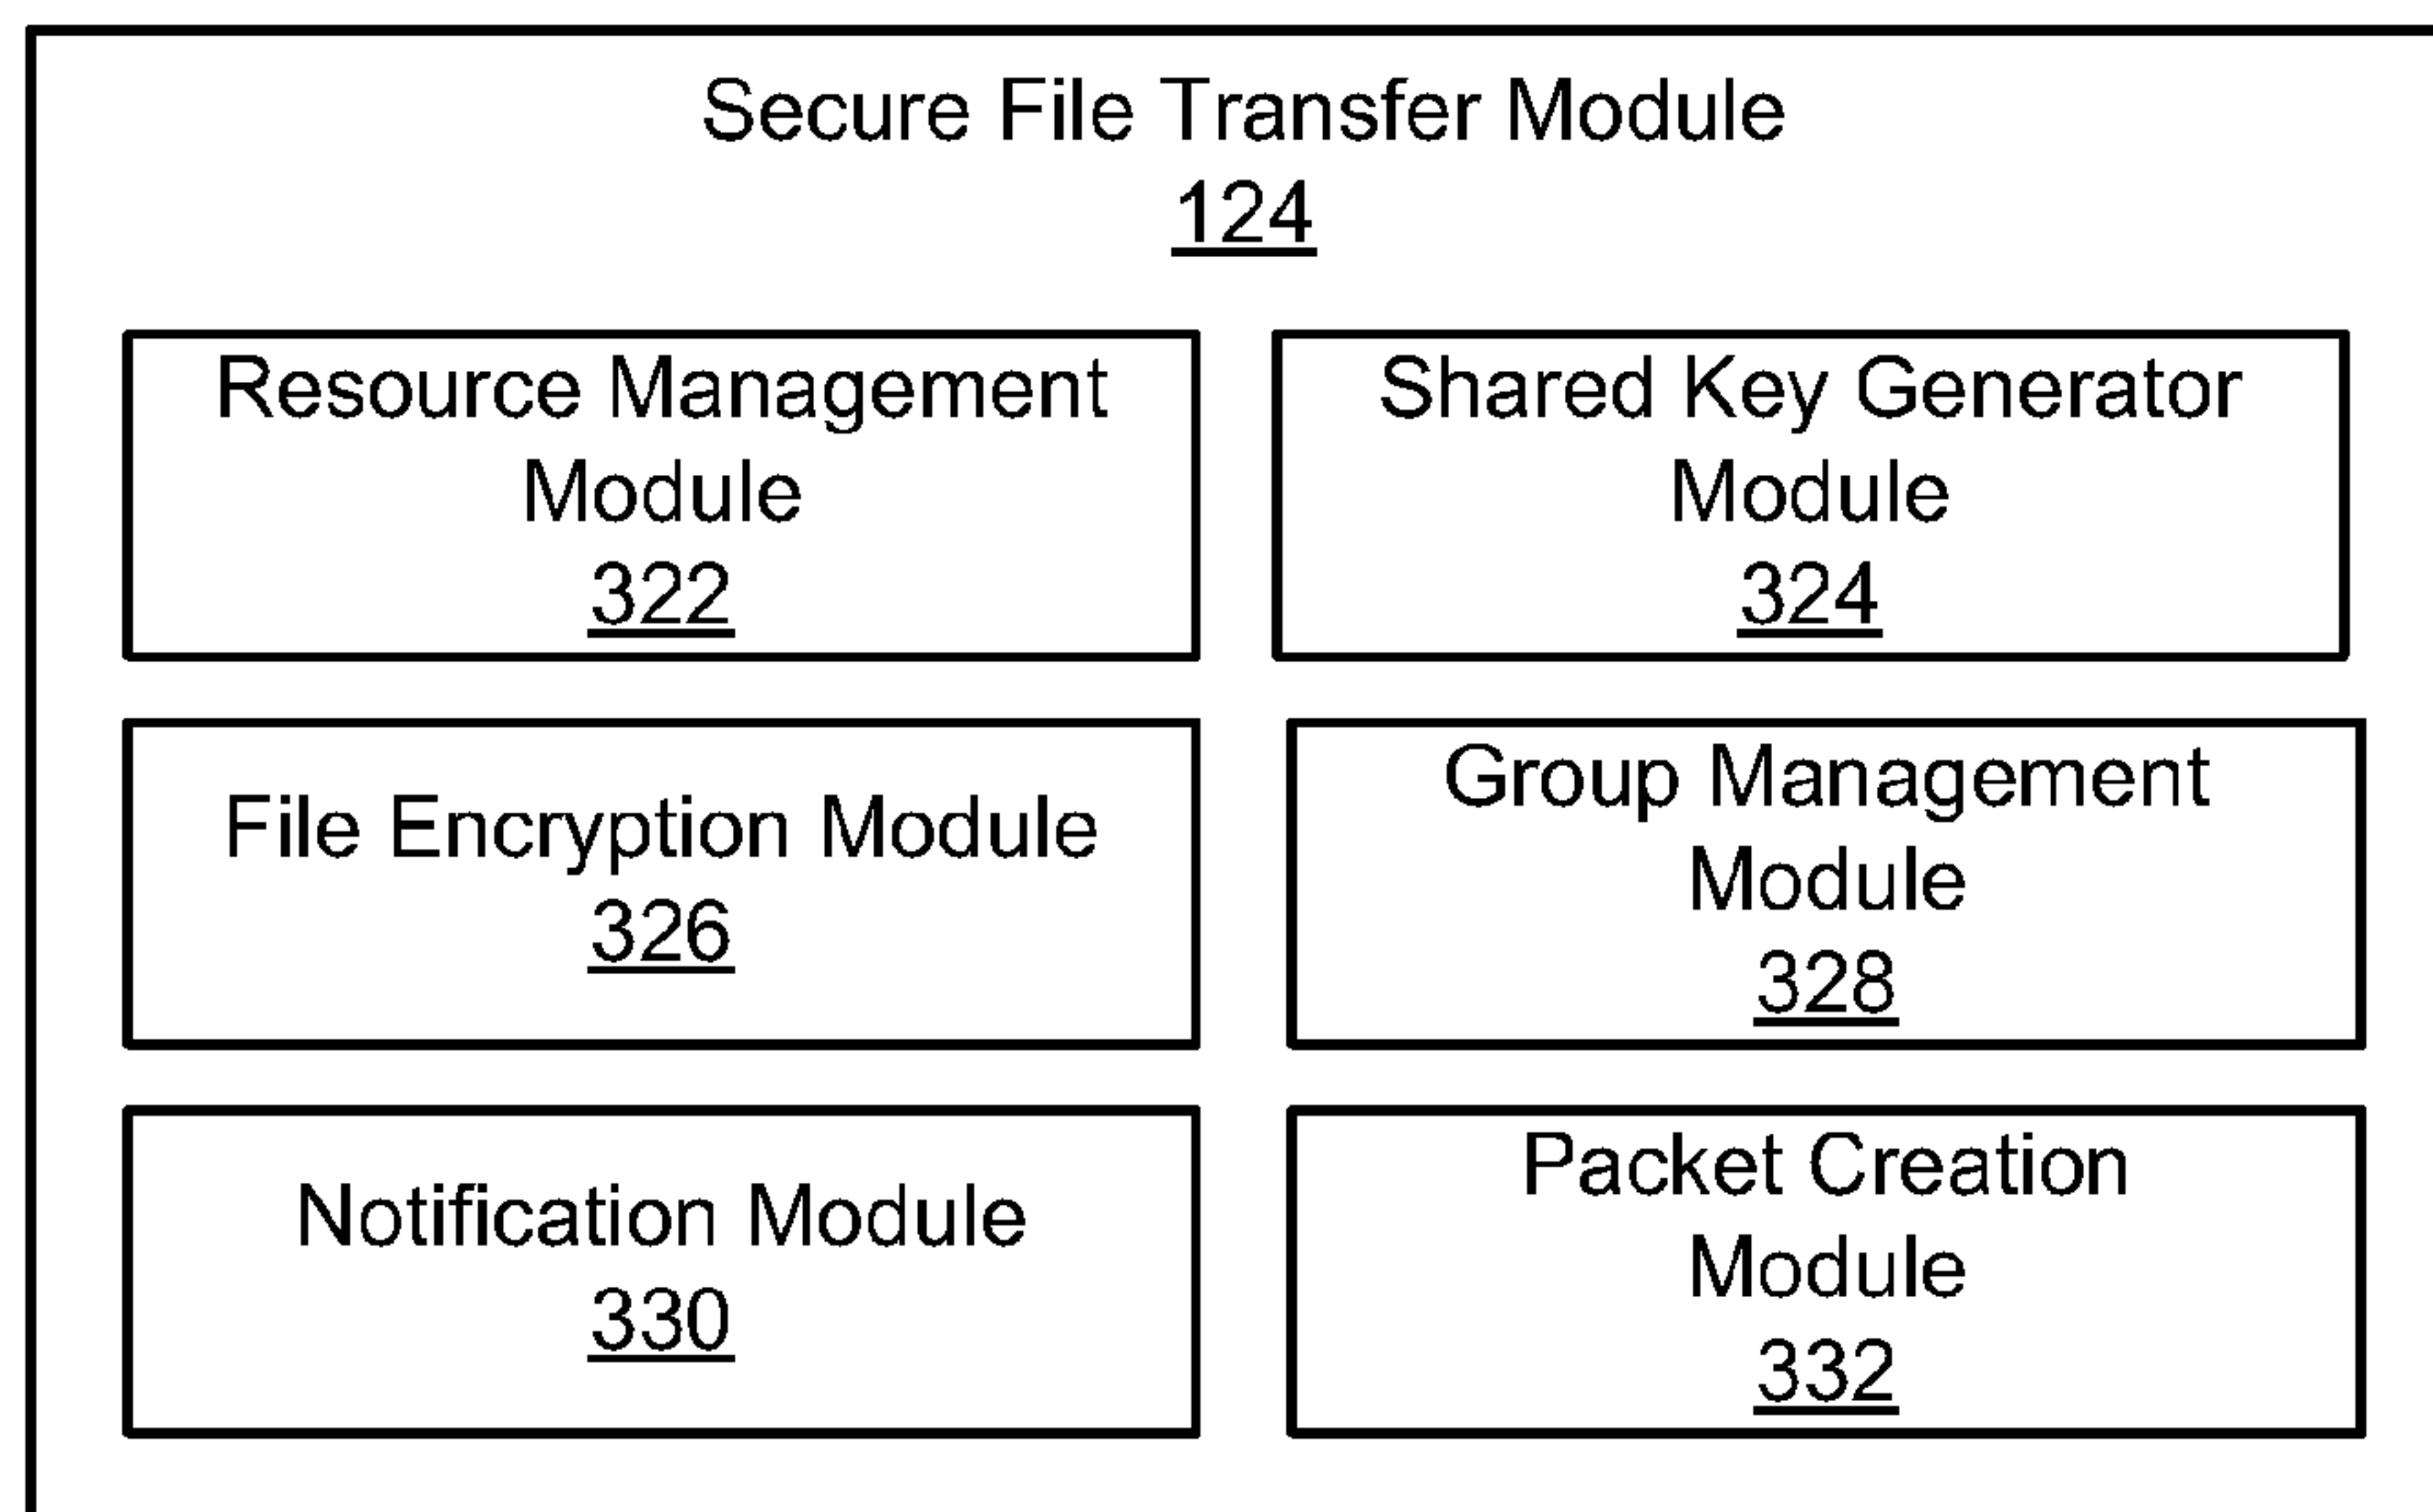 Secure File Transfer Module
124
Resource Management
Module
322
Shared Key Generator
Module
324
File Encryption Module
326
Group Management
Module
328
Notification Module
330
Packet Creation
Module
332